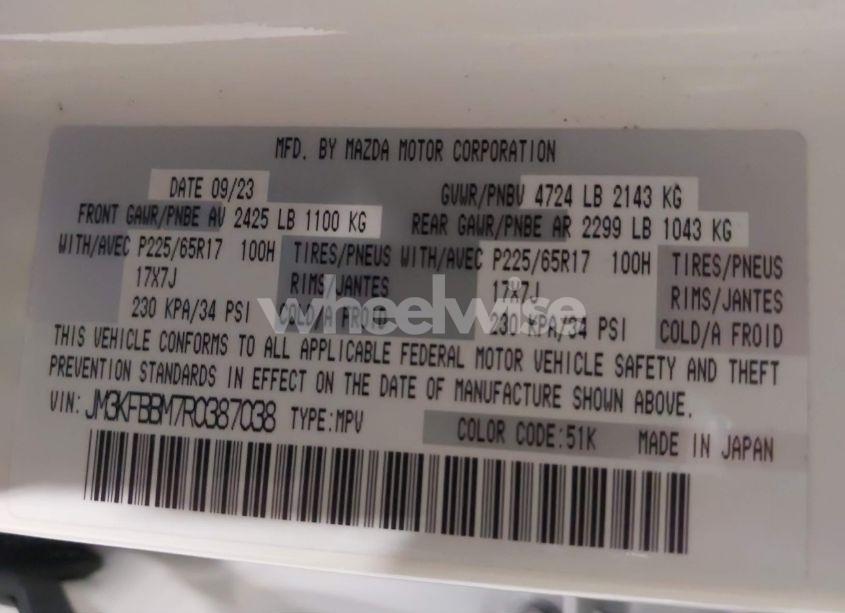 MFD. BY MAZDA MOTOR CORPORATION
DATE 09/23 GVWR/PNBV 4724 LB 2143 KG
FRONT GAWR/PNBE AV 2425 LB 1100 KG REAR GAWR/PNBE AR 2299 LB 1043 KG
WITH/AVEC P225/65R17 100H TIRES/PNEUS WITH/AVEC P225/65R17 100H TIRES/PNEUS
17X7J RIMS/JANTES 17X7J RIMS/JANTES
230 KPA/34 PSI COLD/A FROID 230 KPA/34 PSI COLD/A FROID
wheelwise
THIS VEHICLE CONFORMS TO ALL APPLICABLE FEDERAL MOTOR VEHICLE SAFETY AND THEFT
PREVENTION STANDARDS IN EFFECT ON THE DATE OF MANUFACTURE SHOWN ABOVE.
VIN: JM3KFBBM7R0387038 TYPE:MPV COLOR CODE:51K MADE IN JAPAN